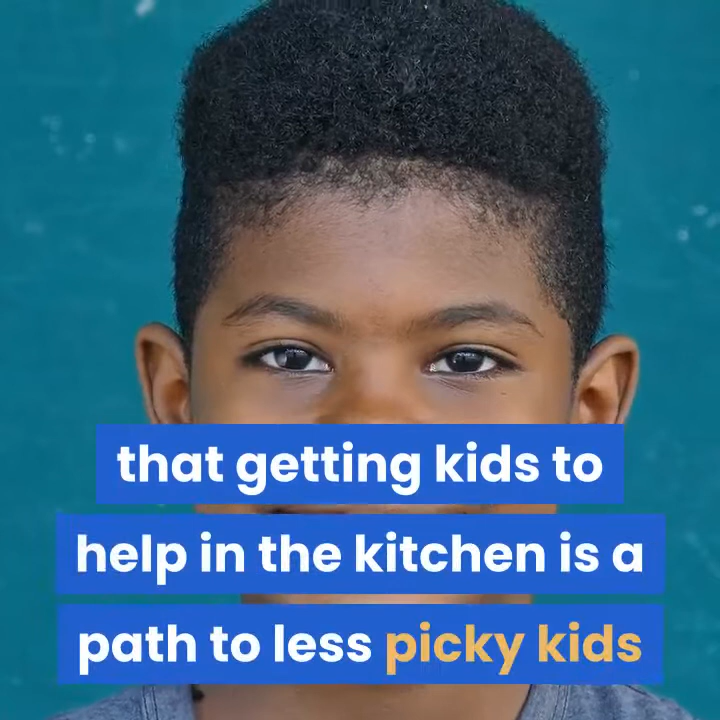 that getting kids to
help in the kitchen is a
path to less picky kids